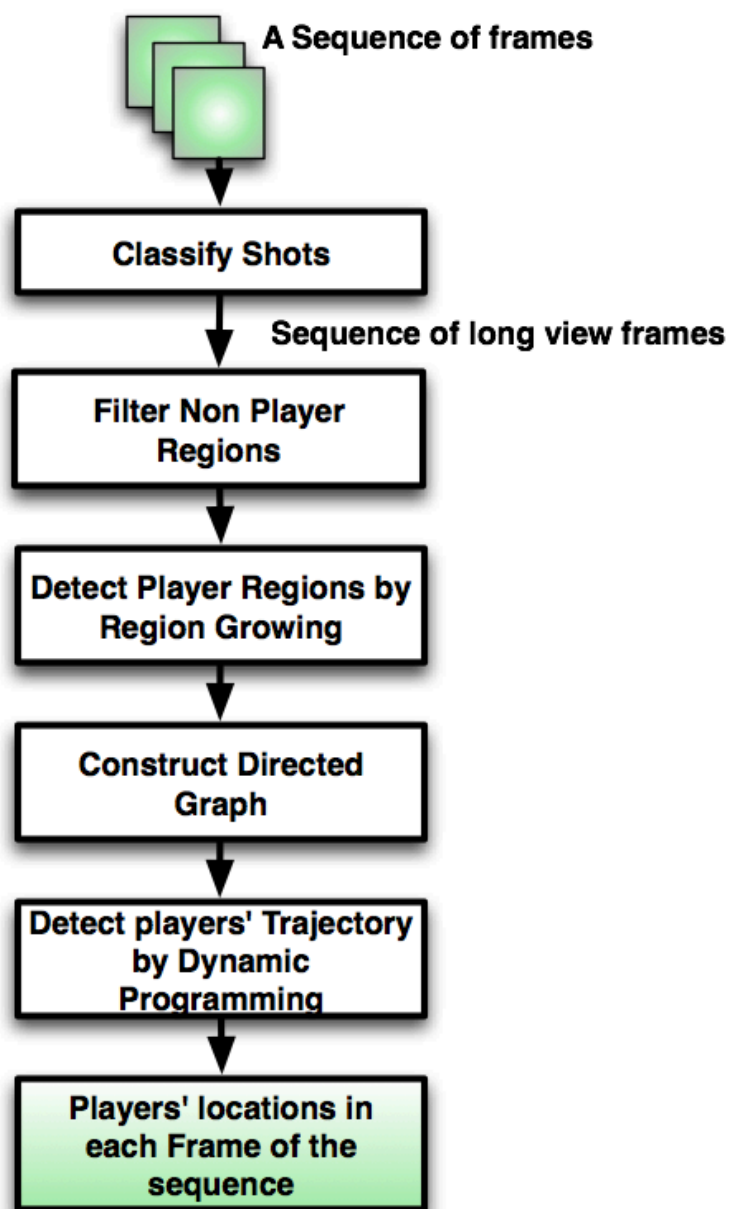 A Sequence of frames
Classify Shots
Sequence of long view frames
Filter Non Player
Regions
Detect Player Regions by
Region Growing
Construct Directed
Graph
Detect players' Trajectory
by Dynamic
Programming
Players' locations in
each Frame of the
sequence